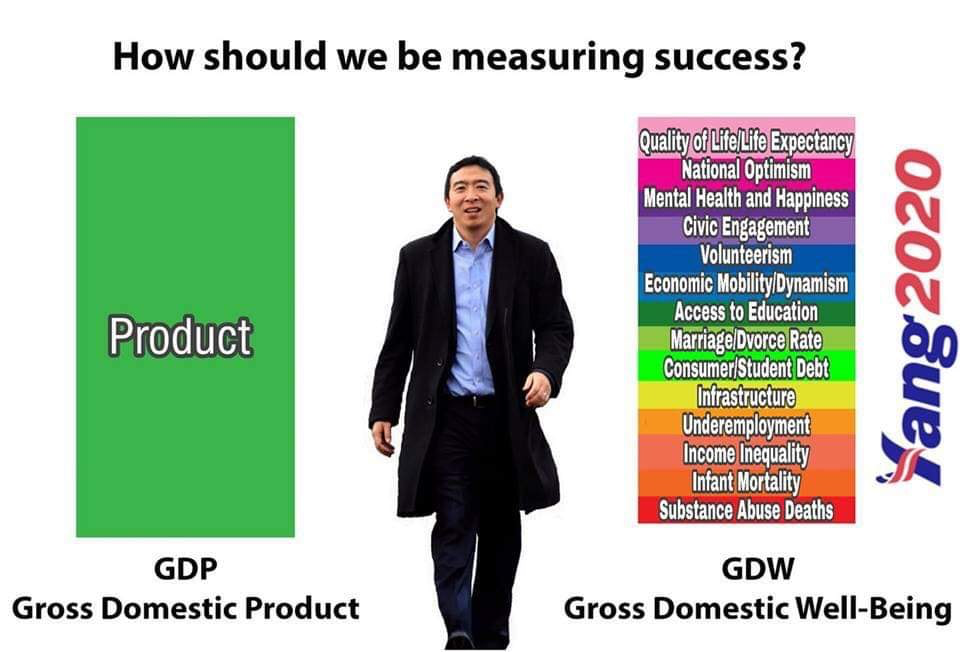 How should we be measuring success?
Product
GDP
Gross Domestic Product
Quality of Life/Life Expectancy
National Optimism
Mental Health and Happiness
Civic Engagement
Volunteerism
Economic Mobility/Dynamism
Access to Education
Marriage/Dvorce Rate
Consumer/Student Debt
Infrastructure
Underemployment
Income Inequality
Infant Mortality
Substance Abuse Deaths
GDW
Gross Domestic Well-Being
Yang2020